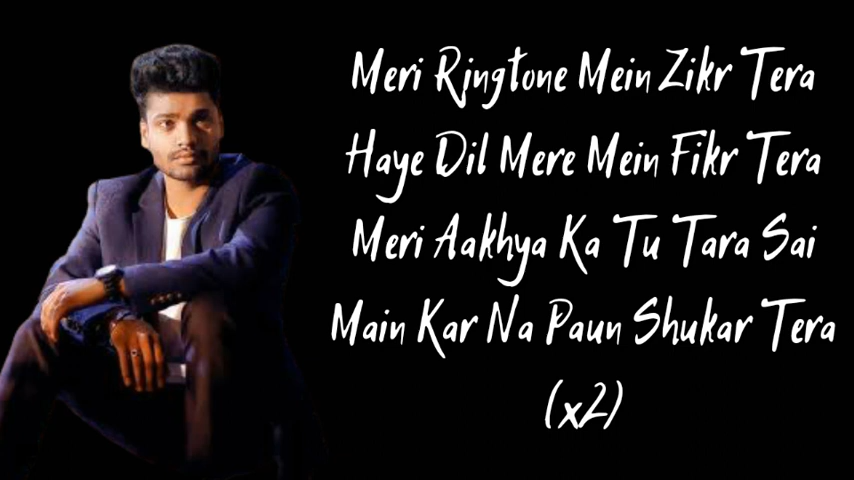 Meri Ringtone Mein Zikr Tera
Haye Dil Mere Mein Fikr Tera
Meri Aakhya Ka Tu Tara Sai
Main Kar Na Paun Shukar Tera
(x2)